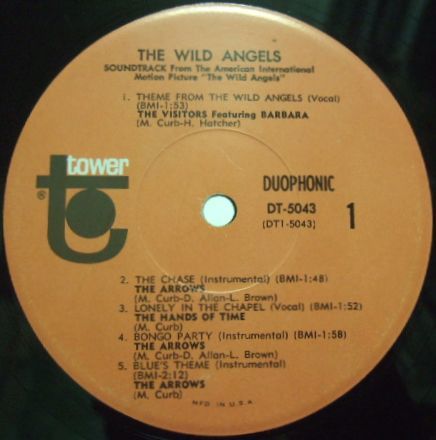 THE WILD ANGELS
SOUNDTRACK From The American International
Motion Picture "The Wild Angels"
1. THEME FROM THE WILD ANGELS (Vocal)
(BMI-1:53)
THE VISITORS Featuring BARBARA
(M. Curb-H. Hatcher)
tower
®
DUOPHONIC
DT-5043
(DT1-5043)
1
2. THE CHASE (Instrumental) (BMI-1:48)
THE ARROWS
(M. Curb-D. Allan-L. Brown)
3. LONELY IN THE CHAPEL (Vocal) (BMI-1:52)
THE HANDS OF TIME
(M. Curb)
4. BONGO PARTY (Instrumental) (BMI-1:58)
THE ARROWS
(M. Curb-D. Allan-L. Brown)
5. BLUE'S THEME (Instrumental)
(BMI-2:12)
THE ARROWS
(M. Curb)
MFD IN U.S.A.